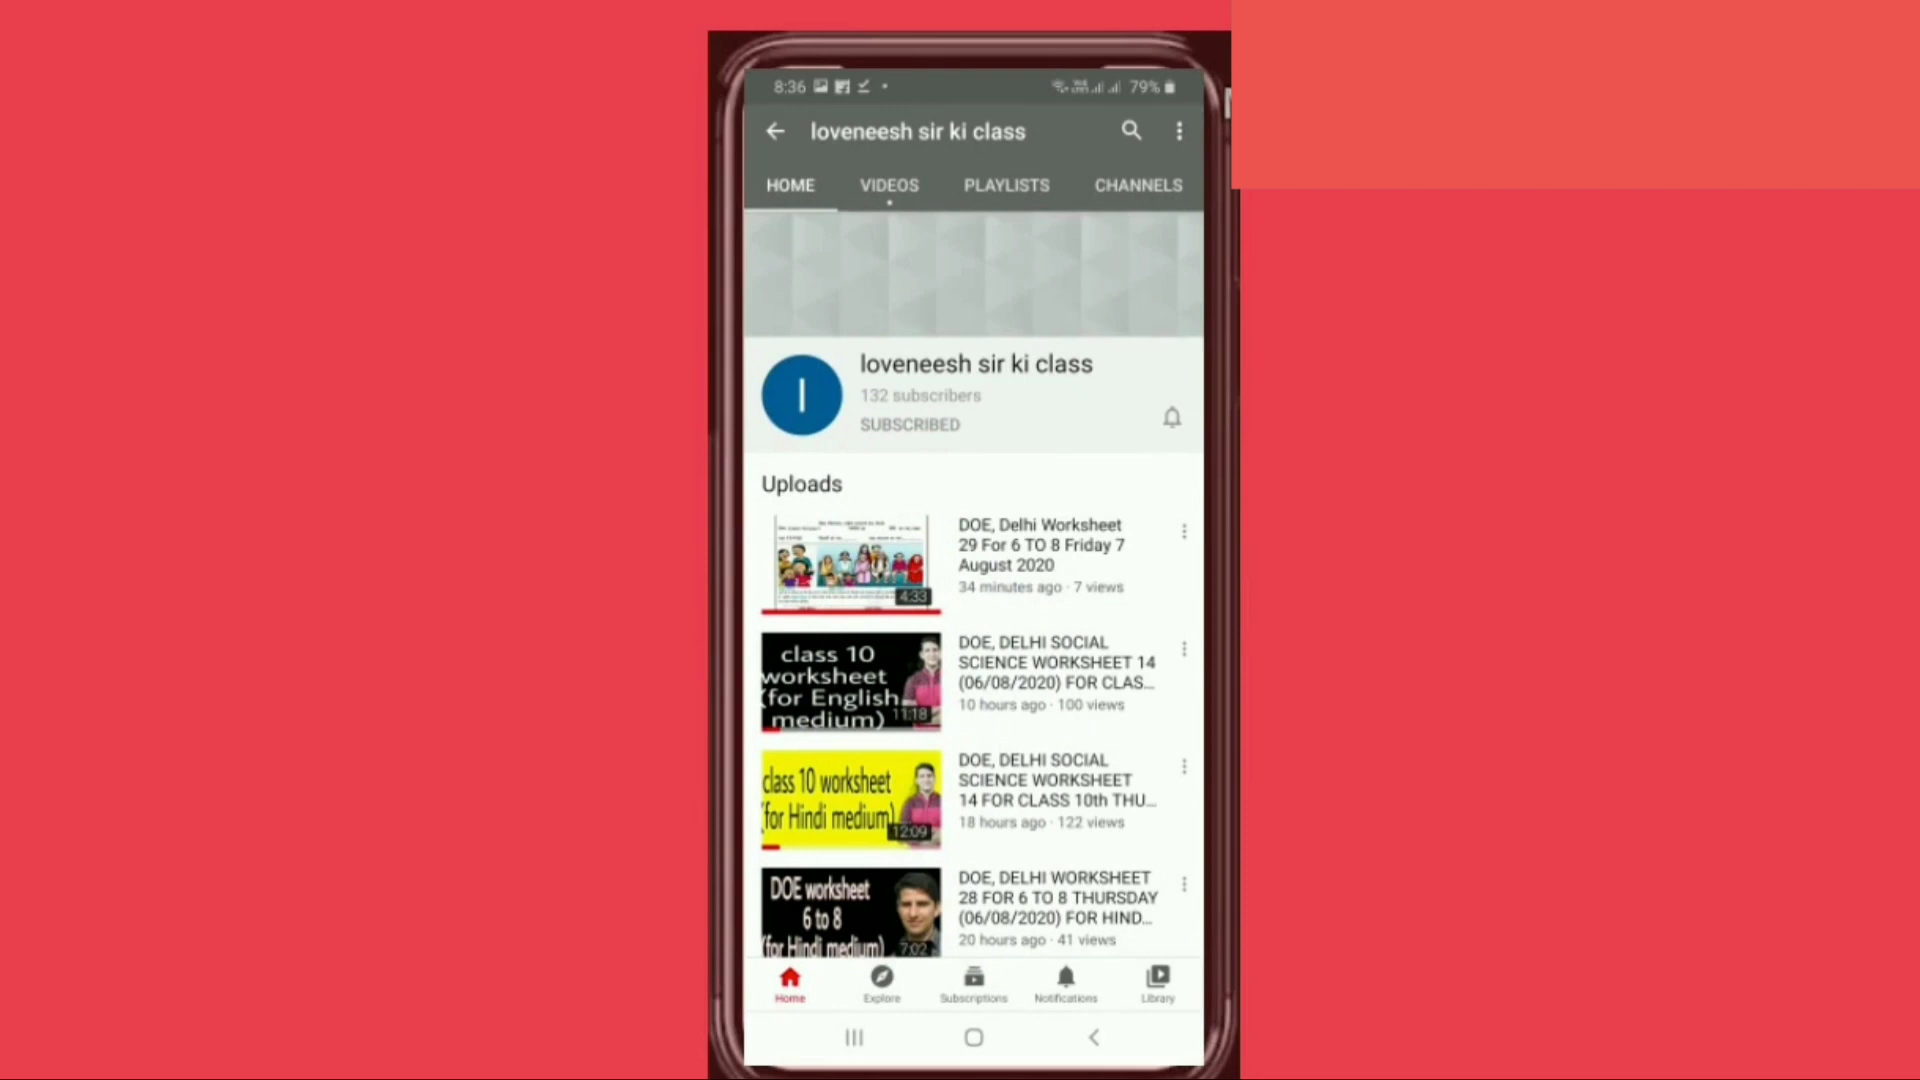 8:36
79%
loveneesh sir ki class
HOME VIDEOS PLAYLISTS CHANNELS
l
loveneesh sir ki class
132 subscribers
SUBSCRIBED
Uploads
4:33
DOE, Delhi Worksheet
29 For 6 TO 8 Friday 7
August 2020
34 minutes ago · 7 views
class 10
worksheet
(for English
medium)
11:18
DOE, DELHI SOCIAL
SCIENCE WORKSHEET 14
(06/08/2020) FOR CLAS...
10 hours ago · 100 views
class 10 worksheet
(for Hindi medium)
12:09
DOE, DELHI SOCIAL
SCIENCE WORKSHEET
14 FOR CLASS 10th THU...
18 hours ago · 122 views
DOE worksheet
6 to 8
(for Hindi medium)
7:02
DOE, DELHI WORKSHEET
28 FOR 6 TO 8 THURSDAY
(06/08/2020) FOR HIND...
20 hours ago · 41 views
Home Explore Subscriptions Notifications Library